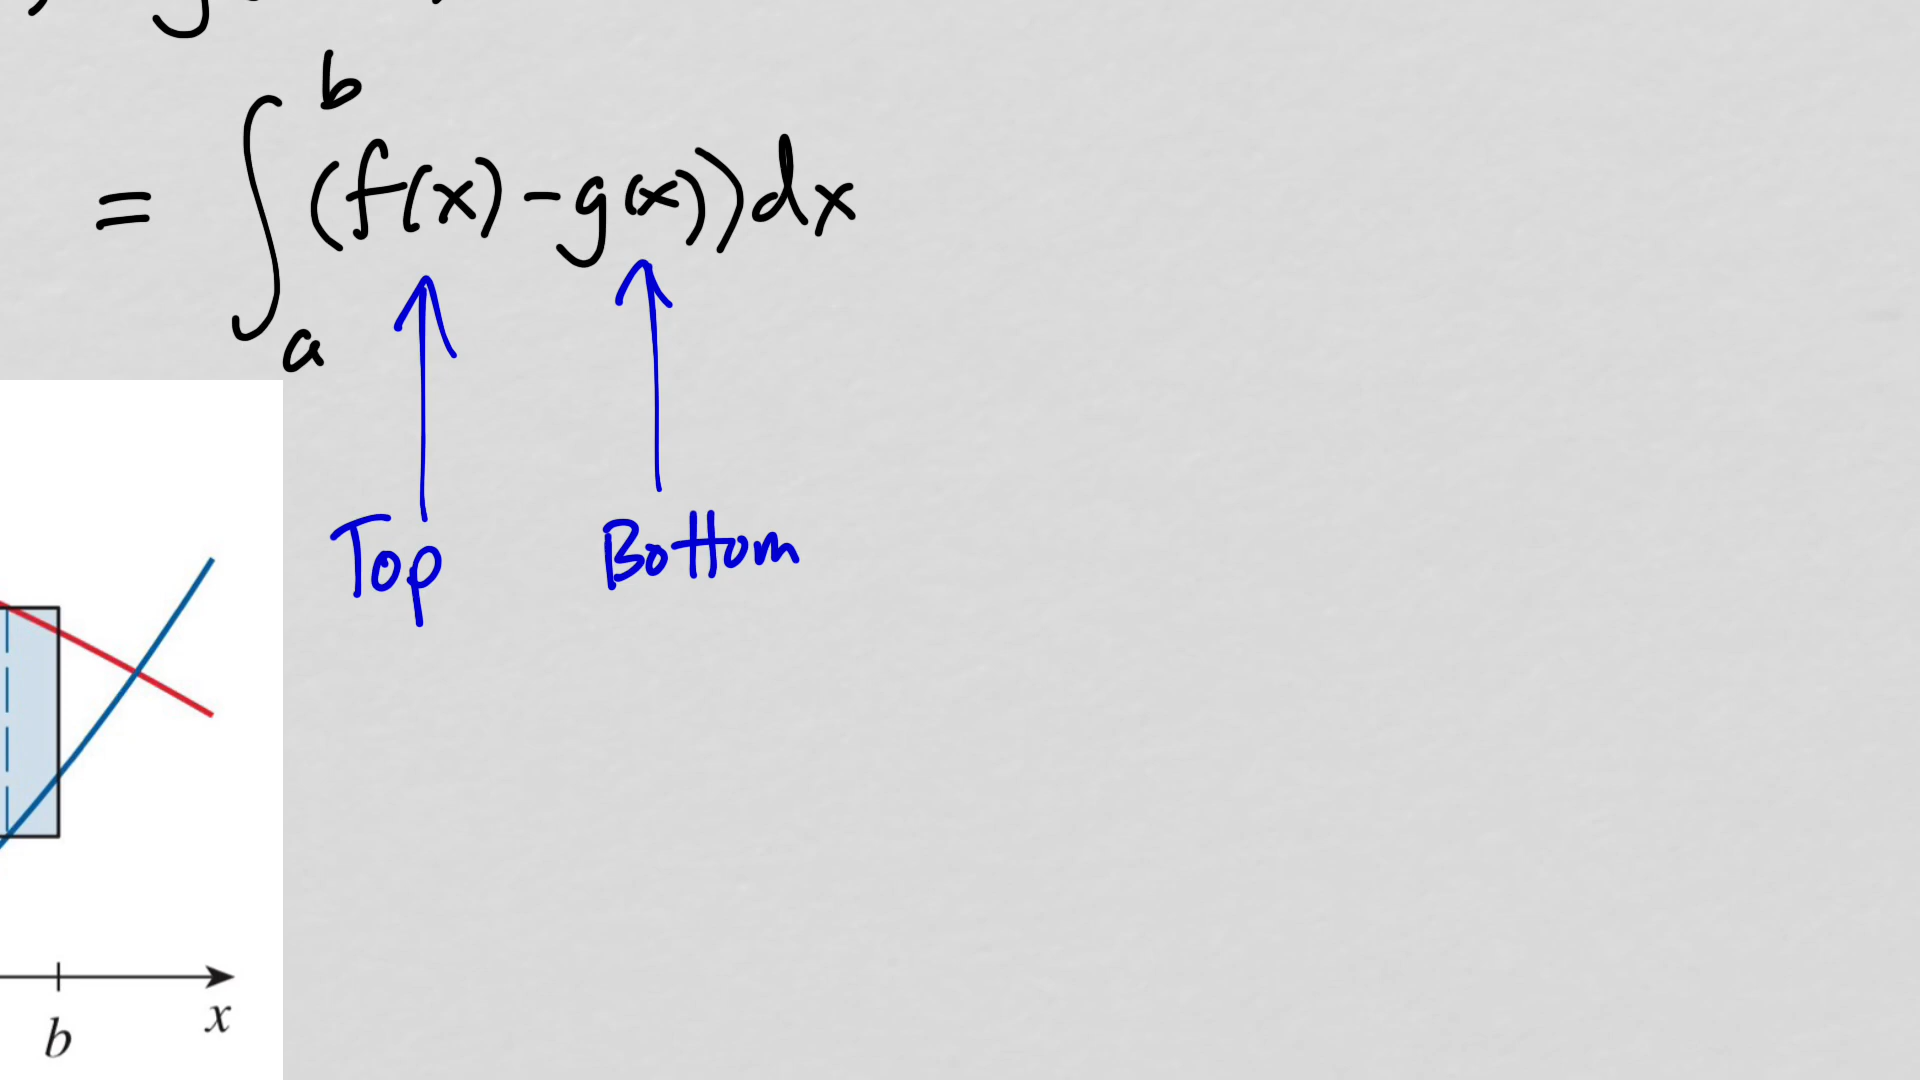 b
= ∫ (f(x) - g(x)) dx
a
Top Bottom
b x